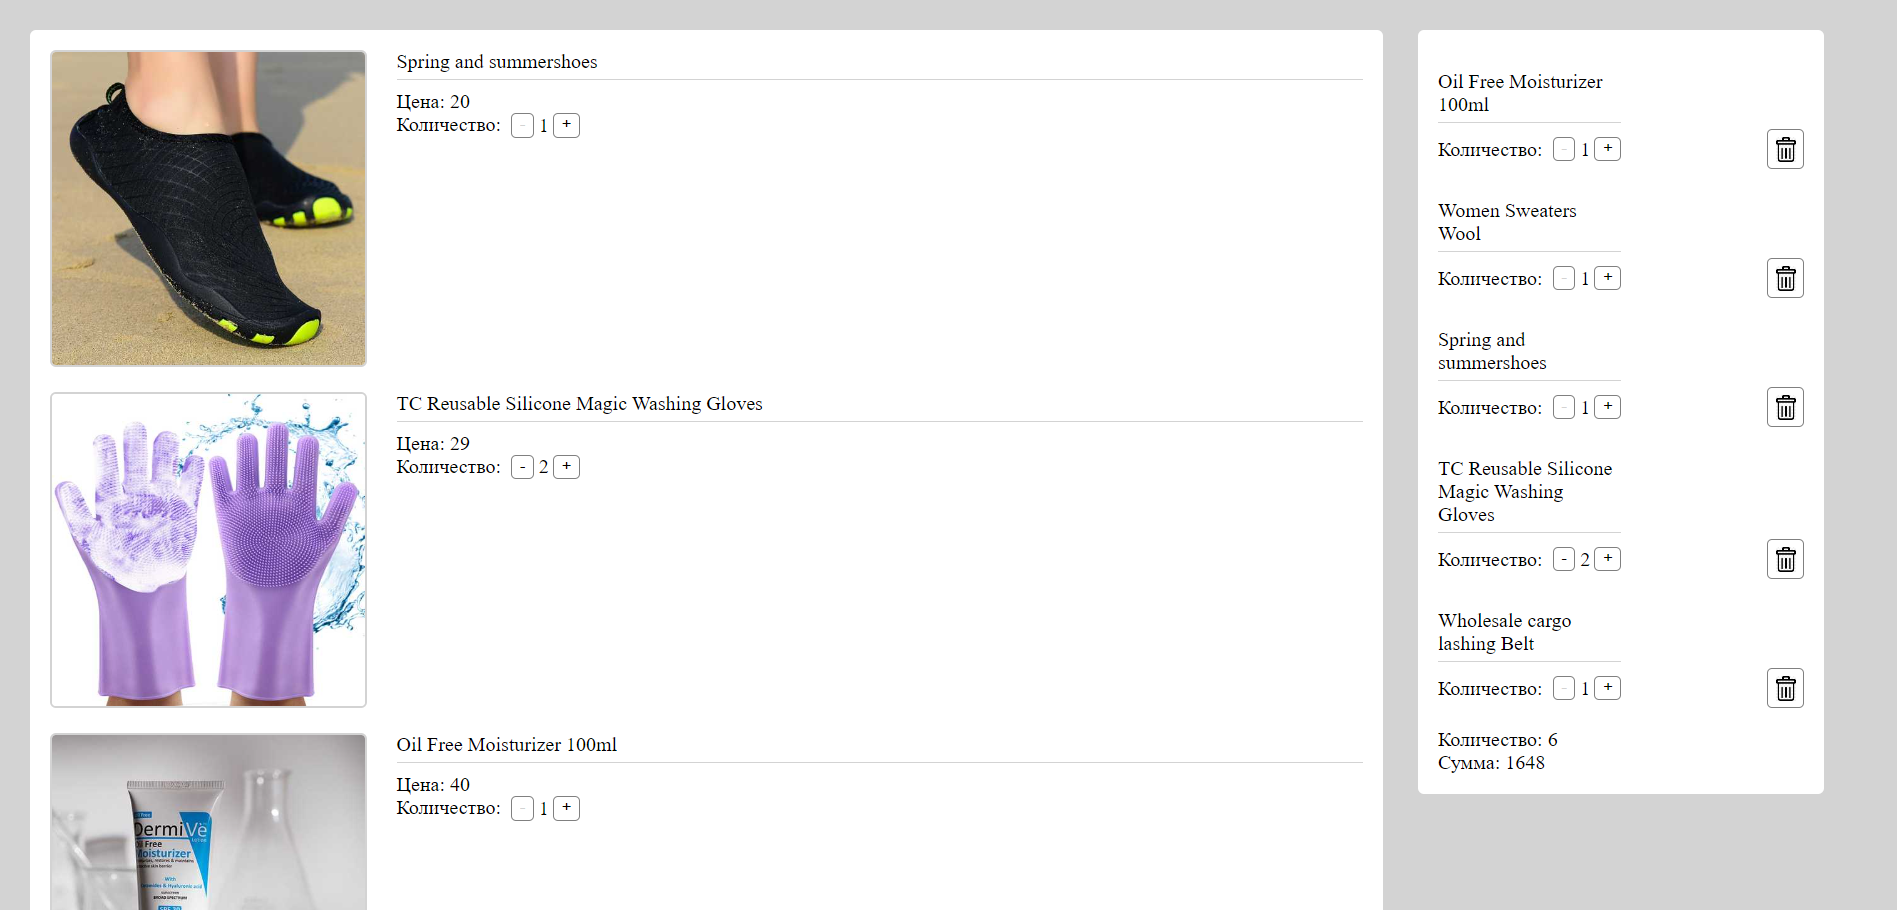 Spring and summershoes
Цена: 20
Количество: - 1 +
TC Reusable Silicone Magic Washing Gloves
Цена: 29
Количество: - 2 +
Oil Free Moisturizer 100ml
Цена: 40
Количество: - 1 +
DermiVe
Oil Free
Moisturizer
With
BROAD SPECTRUM
Oil Free Moisturizer
100ml
Количество: - 1 +
Women Sweaters
Wool
Количество: - 1 +
Spring and
summershoes
Количество: - 1 +
TC Reusable Silicone
Magic Washing
Gloves
Количество: - 2 +
Wholesale cargo
lashing Belt
Количество: - 1 +
Количество: 6
Сумма: 1648